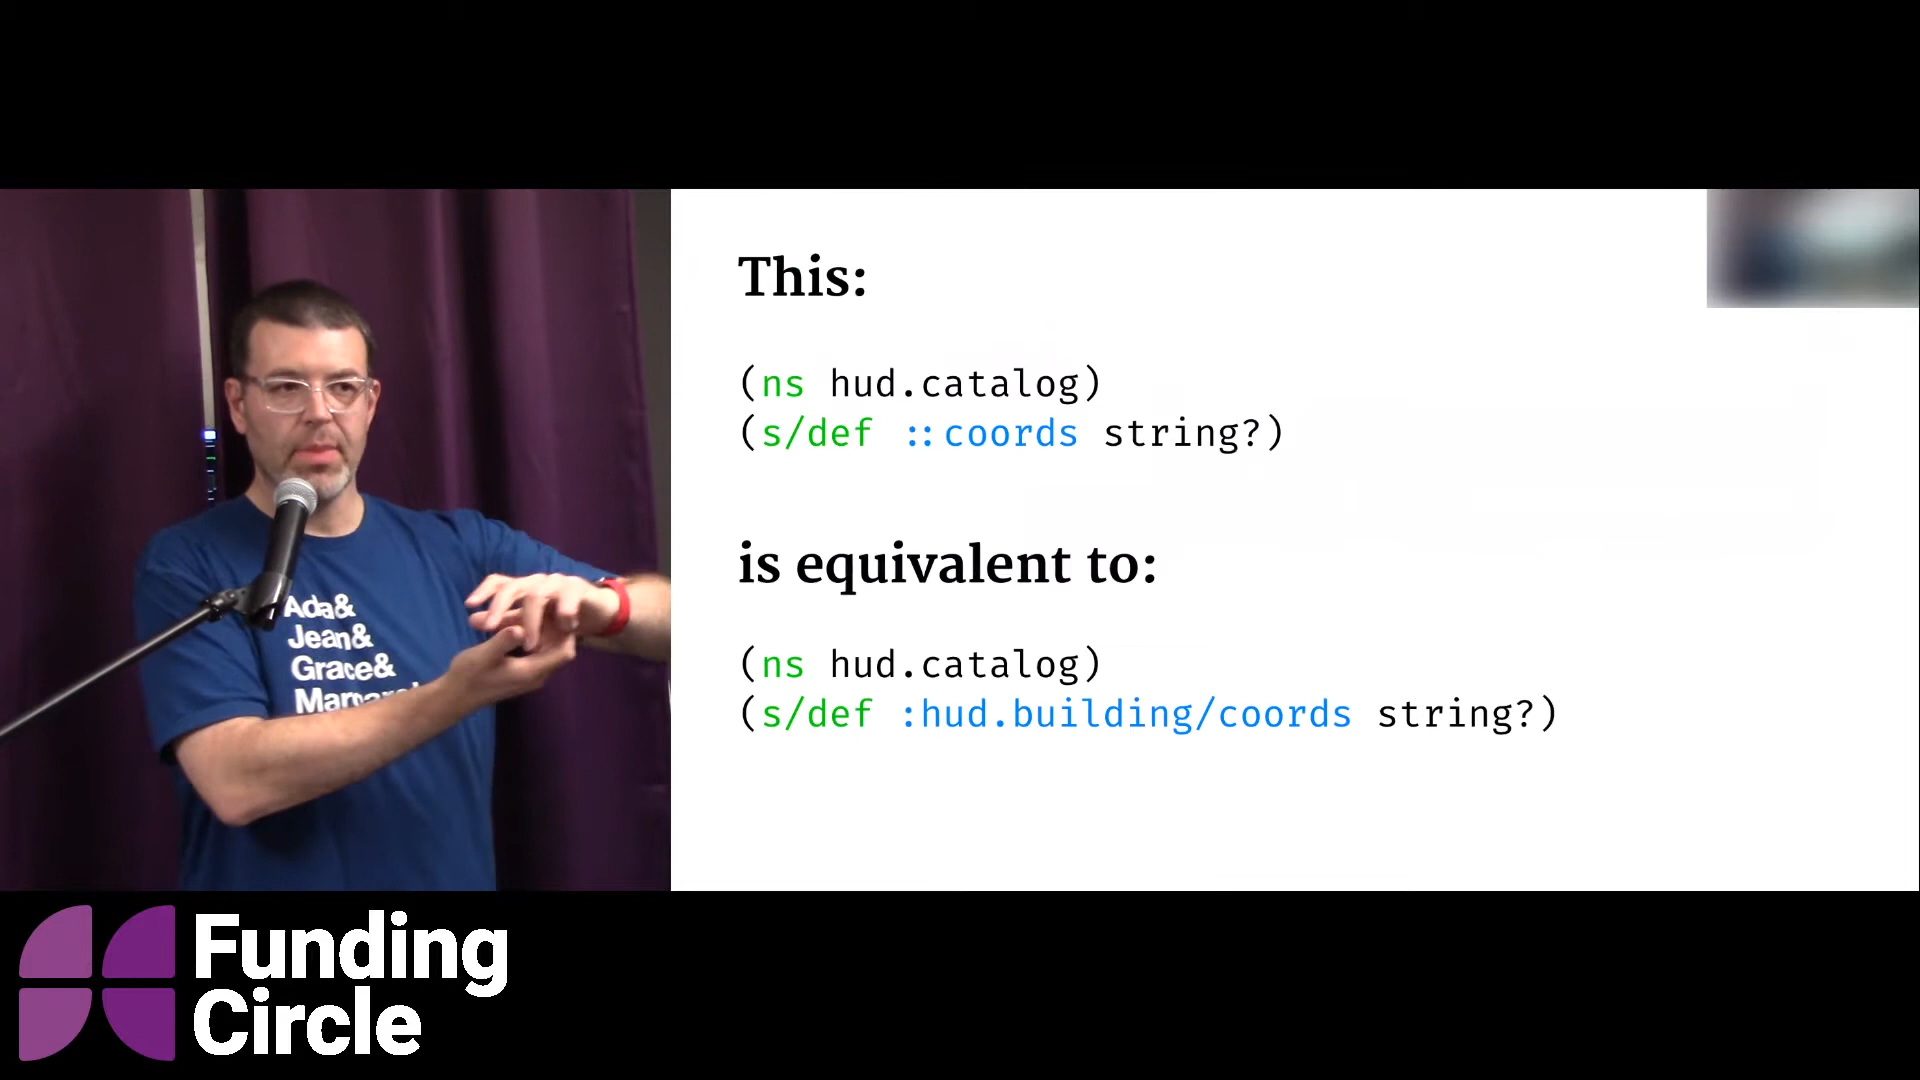 This:
(ns hud.catalog)
(s/def ::coords string?)
is equivalent to:
(ns hud.catalog)
(s/def :hud.building/coords string?)
Ada&
Jean&
Grace&
Funding
Circle